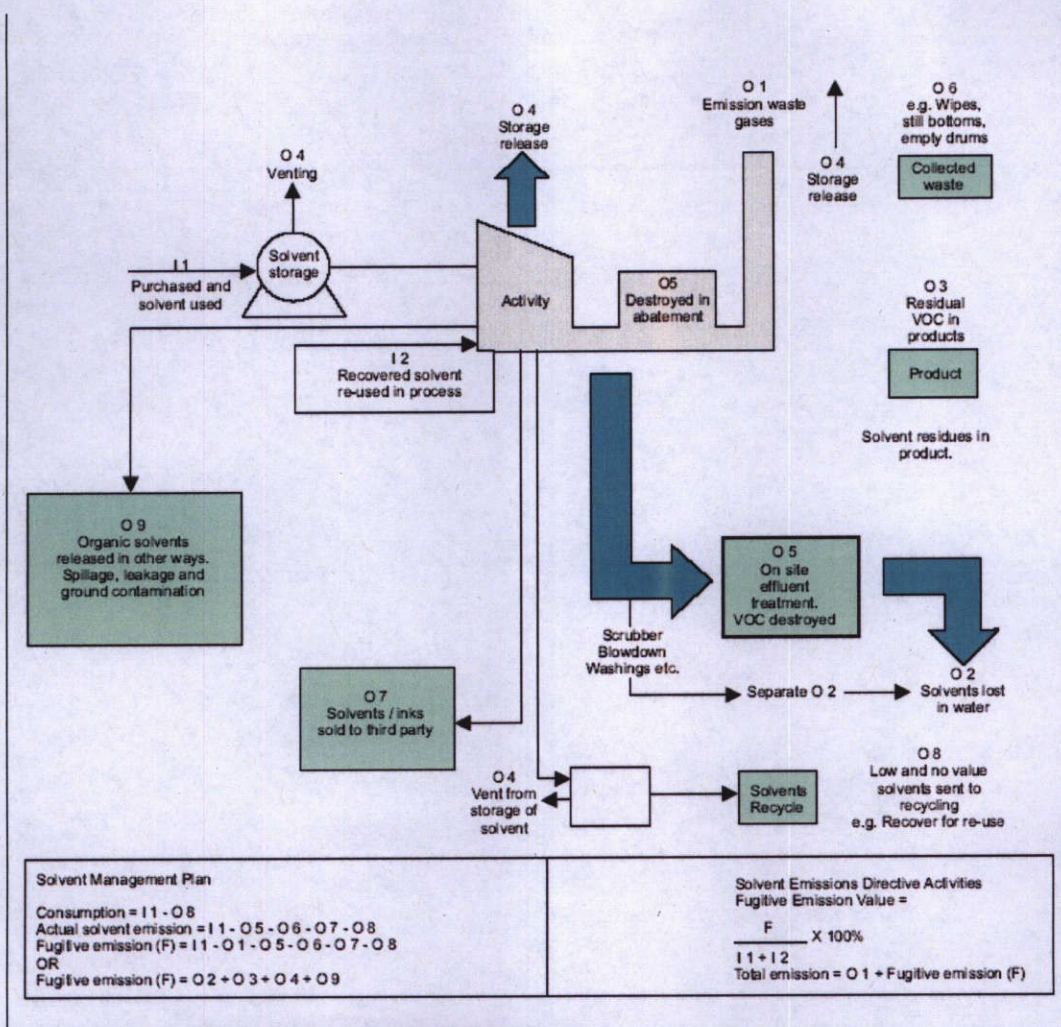 O 1
Emission waste
gases
O 6
e.g. Wipes,
still bottoms,
empty drums
O 4
Storage
release
O 4
Venting
O 4
Storage
release
Collected
waste
Solvent
storage
I 1
Purchased and
solvent used
Activity
O5
Destroyed in
abatement
O 3
Residual
VOC in
products
Product
I 2
Recovered solvent
re-used in process
Solvent residues in
product.
O 9
Organic solvents
released in other ways.
Spillage, leakage and
ground contamination
O 5
On site
effluent
treatment.
VOC destroyed
Scrubber
Blowdown
Washings etc.
Separate O 2
O 2
Solvents lost
in water
O 7
Solvents / inks
sold to third party
O 4
Vent from
storage of
solvent
Solvents
Recycle
O 8
Low and no value
solvents sent to
recycling
e.g. Recover for re-use
Solvent Management Plan
Consumption = I 1 - O 8
Actual solvent emission = I 1 - O 5 - O 6 - O 7 - O 8
Fugitive emission (F) = I 1 - O 1 - O 5 - O 6 - O 7 - O 8
OR
Fugitive emission (F) = O 2 + O 3 + O 4 + O 9
Solvent Emissions Directive Activities
Fugitive Emission Value =
F
X 100%
I 1 + I 2
Total emission = O 1 + Fugitive emission (F)